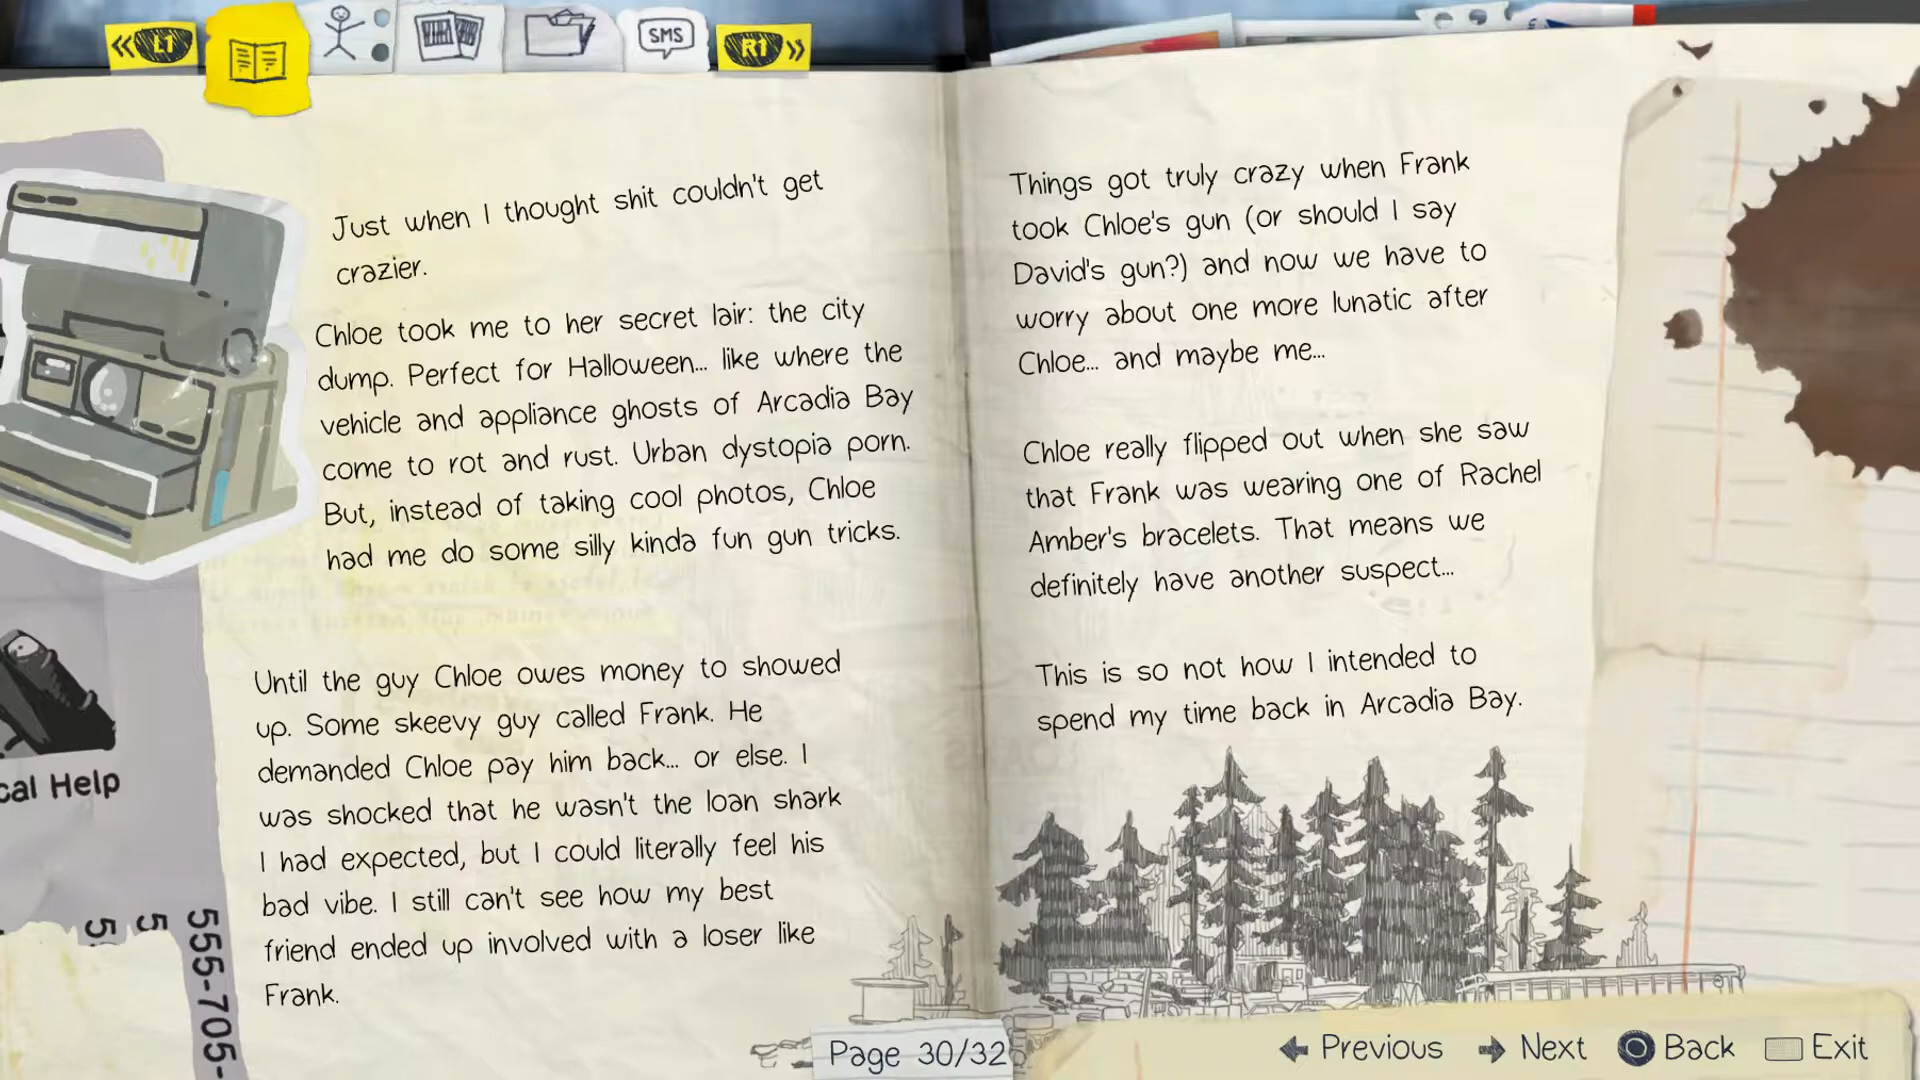 L1
SMS
R1
Just when I thought shit couldn't get
crazier.
Chloe took me to her secret lair: the city
dump. Perfect for Halloween... like where the
vehicle and appliance ghosts of Arcadia Bay
come to rot and rust. Urban dystopia porn.
But, instead of taking cool photos, Chloe
had me do some silly kinda fun gun tricks.
Until the guy Chloe owes money to showed
up. Some skeevy guy called Frank. He
demanded Chloe pay him back... or else. I
was shocked that he wasn't the loan shark
I had expected, but I could literally feel his
bad vibe. I still can't see how my best
friend ended up involved with a loser like
Frank.
Things got truly crazy when Frank
took Chloe's gun (or should I say
David's gun?) and now we have to
worry about one more lunatic after
Chloe... and maybe me...
Chloe really flipped out when she saw
that Frank was wearing one of Rachel
Amber's bracelets. That means we
definitely have another suspect...
This is so not how I intended to
spend my time back in Arcadia Bay.
cal Help
5
5
555-705-
Page 30/32
Previous
Next
Back
Exit